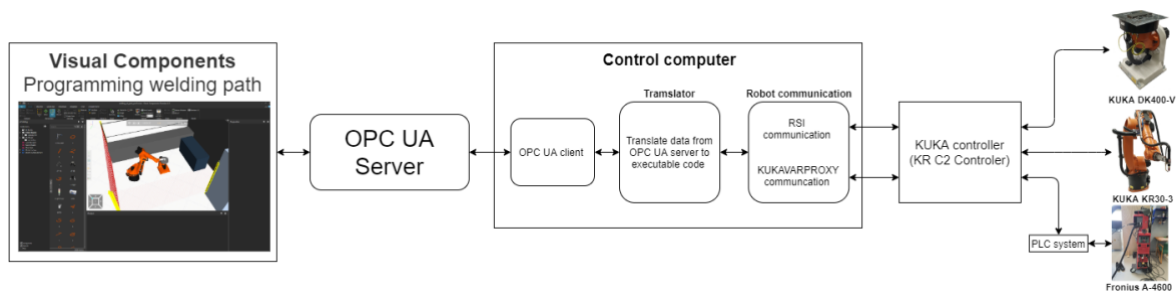 Visual Components
Programming welding path
OPC UA
Server
Control computer
OPC UA client
Translator
Translate data from
OPC UA server to
executable code
Robot communication
RSI
communication
KUKAVARPROXY
communcation
KUKA controller
(KR C2 Controler)
KUKA DK400-V
KUKA KR30-3
PLC system
Fronius A-4600